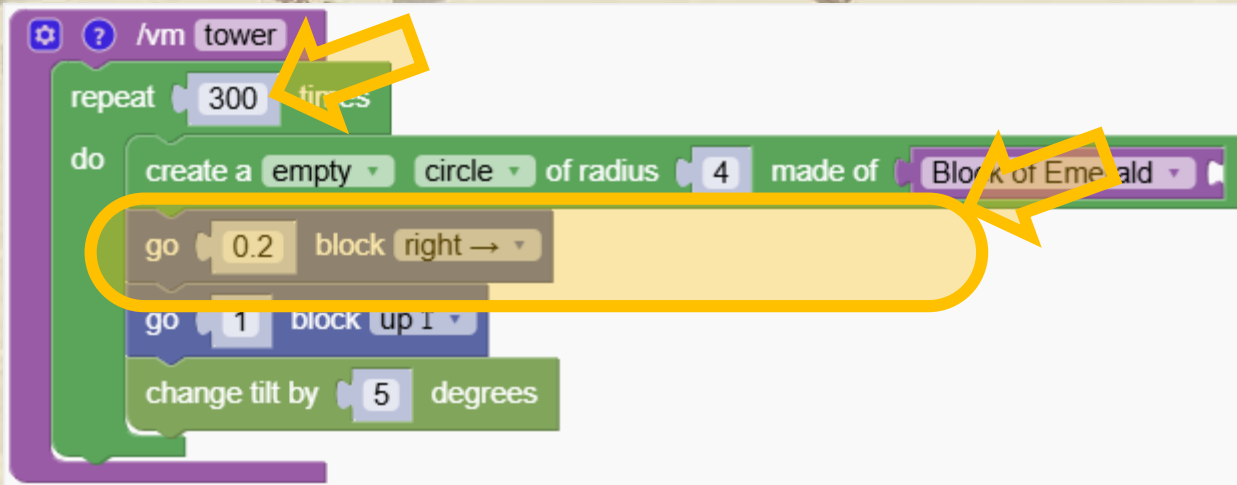 ? /vm tower
repeat 300 times
do create a empty circle of radius 4 made of Block of Emerald
go 0.2 block right →
go 1 block up
change tilt by 5 degrees